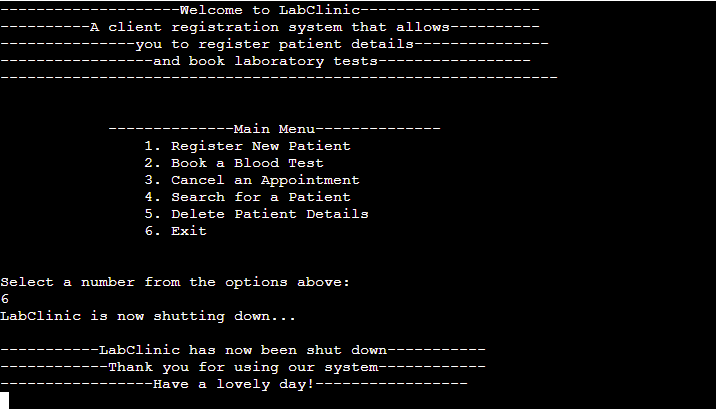 --------------------Welcome to LabClinic--------------------
----------A client registration system that allows----------
---------------you to register patient details---------------
-----------------and book laboratory tests-----------------
--------------------------------------------------------------
--------------Main Menu--------------
1. Register New Patient
2. Book a Blood Test
3. Cancel an Appointment
4. Search for a Patient
5. Delete Patient Details
6. Exit
Select a number from the options above:
6
LabClinic is now shutting down...
-----------LabClinic has now been shut down-----------
------------Thank you for using our system------------
-----------------Have a lovely day!-----------------